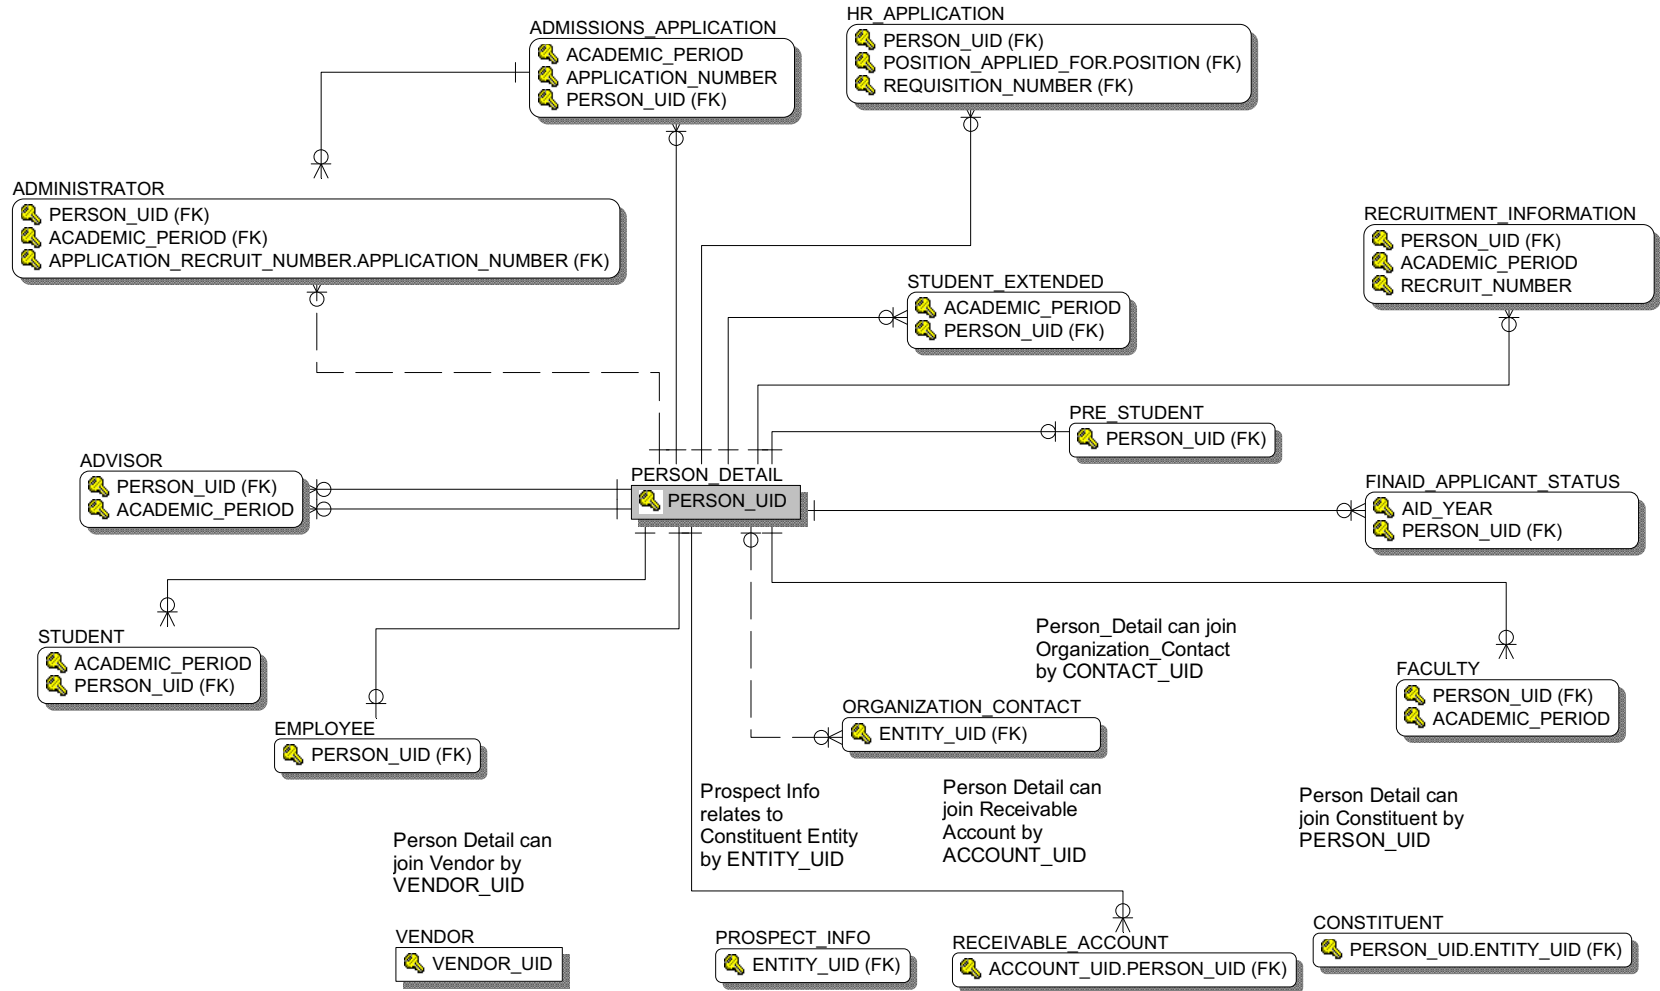 ADMISSIONS_APPLICATION
ACADEMIC_PERIOD
APPLICATION_NUMBER
PERSON_UID (FK)
HR_APPLICATION
PERSON_UID (FK)
POSITION_APPLIED_FOR.POSITION (FK)
REQUISITION_NUMBER (FK)
ADMINISTRATOR
PERSON_UID (FK)
ACADEMIC_PERIOD (FK)
APPLICATION_RECRUIT_NUMBER.APPLICATION_NUMBER (FK)
RECRUITMENT_INFORMATION
PERSON_UID (FK)
ACADEMIC_PERIOD
RECRUIT_NUMBER
STUDENT_EXTENDED
ACADEMIC_PERIOD
PERSON_UID (FK)
PRE_STUDENT
PERSON_UID (FK)
ADVISOR
PERSON_UID (FK)
ACADEMIC_PERIOD
PERSON_DETAIL
PERSON_UID
FINAID_APPLICANT_STATUS
AID_YEAR
PERSON_UID (FK)
STUDENT
ACADEMIC_PERIOD
PERSON_UID (FK)
EMPLOYEE
PERSON_UID (FK)
Person_Detail can join
Organization_Contact
by CONTACT_UID
ORGANIZATION_CONTACT
ENTITY_UID (FK)
FACULTY
PERSON_UID (FK)
ACADEMIC_PERIOD
Person Detail can
join Vendor by
VENDOR_UID
Prospect Info
relates to
Constituent Entity
by ENTITY_UID
Person Detail can
join Receivable
Account by
ACCOUNT_UID
Person Detail can
join Constituent by
PERSON_UID
VENDOR
VENDOR_UID
PROSPECT_INFO
ENTITY_UID (FK)
RECEIVABLE_ACCOUNT
ACCOUNT_UID.PERSON_UID (FK)
CONSTITUENT
PERSON_UID.ENTITY_UID (FK)